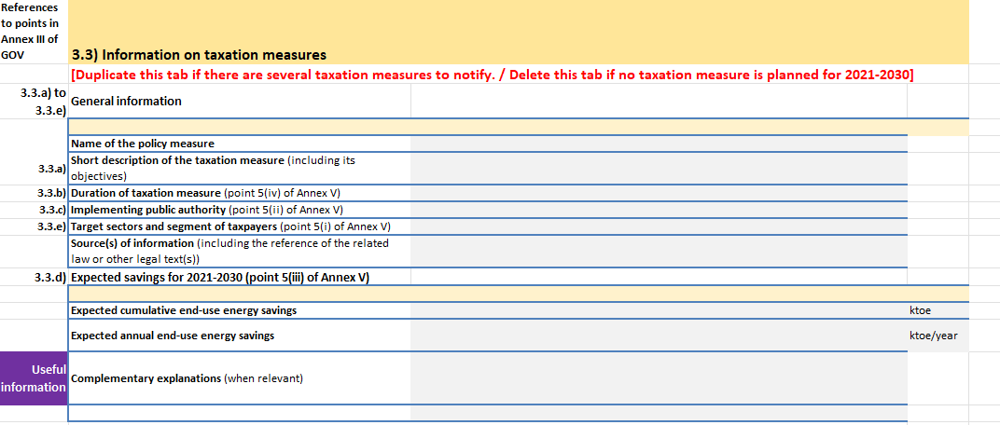 References
to points in
Annex III of
GOV
3.3) Information on taxation measures
[Duplicate this tab if there are several taxation measures to notify. / Delete this tab if no taxation measure is planned for 2021-2030]
3.3.a) to
3.3.e)
General information
Name of the policy measure
3.3.a)
Short description of the taxation measure (including its
objectives)
3.3.b) Duration of taxation measure (point 5(iv) of Annex V)
3.3.c) Implementing public authority (point 5(ii) of Annex V)
3.3.e) Target sectors and segment of taxpayers (point 5(i) of Annex V)
Source(s) of information (including the reference of the related
law or other legal text(s))
3.3.d) Expected savings for 2021-2030 (point 5(iii) of Annex V)
Expected cumulative end-use energy savings ktoe
Expected annual end-use energy savings ktoe/year
Useful
information
Complementary explanations (when relevant)